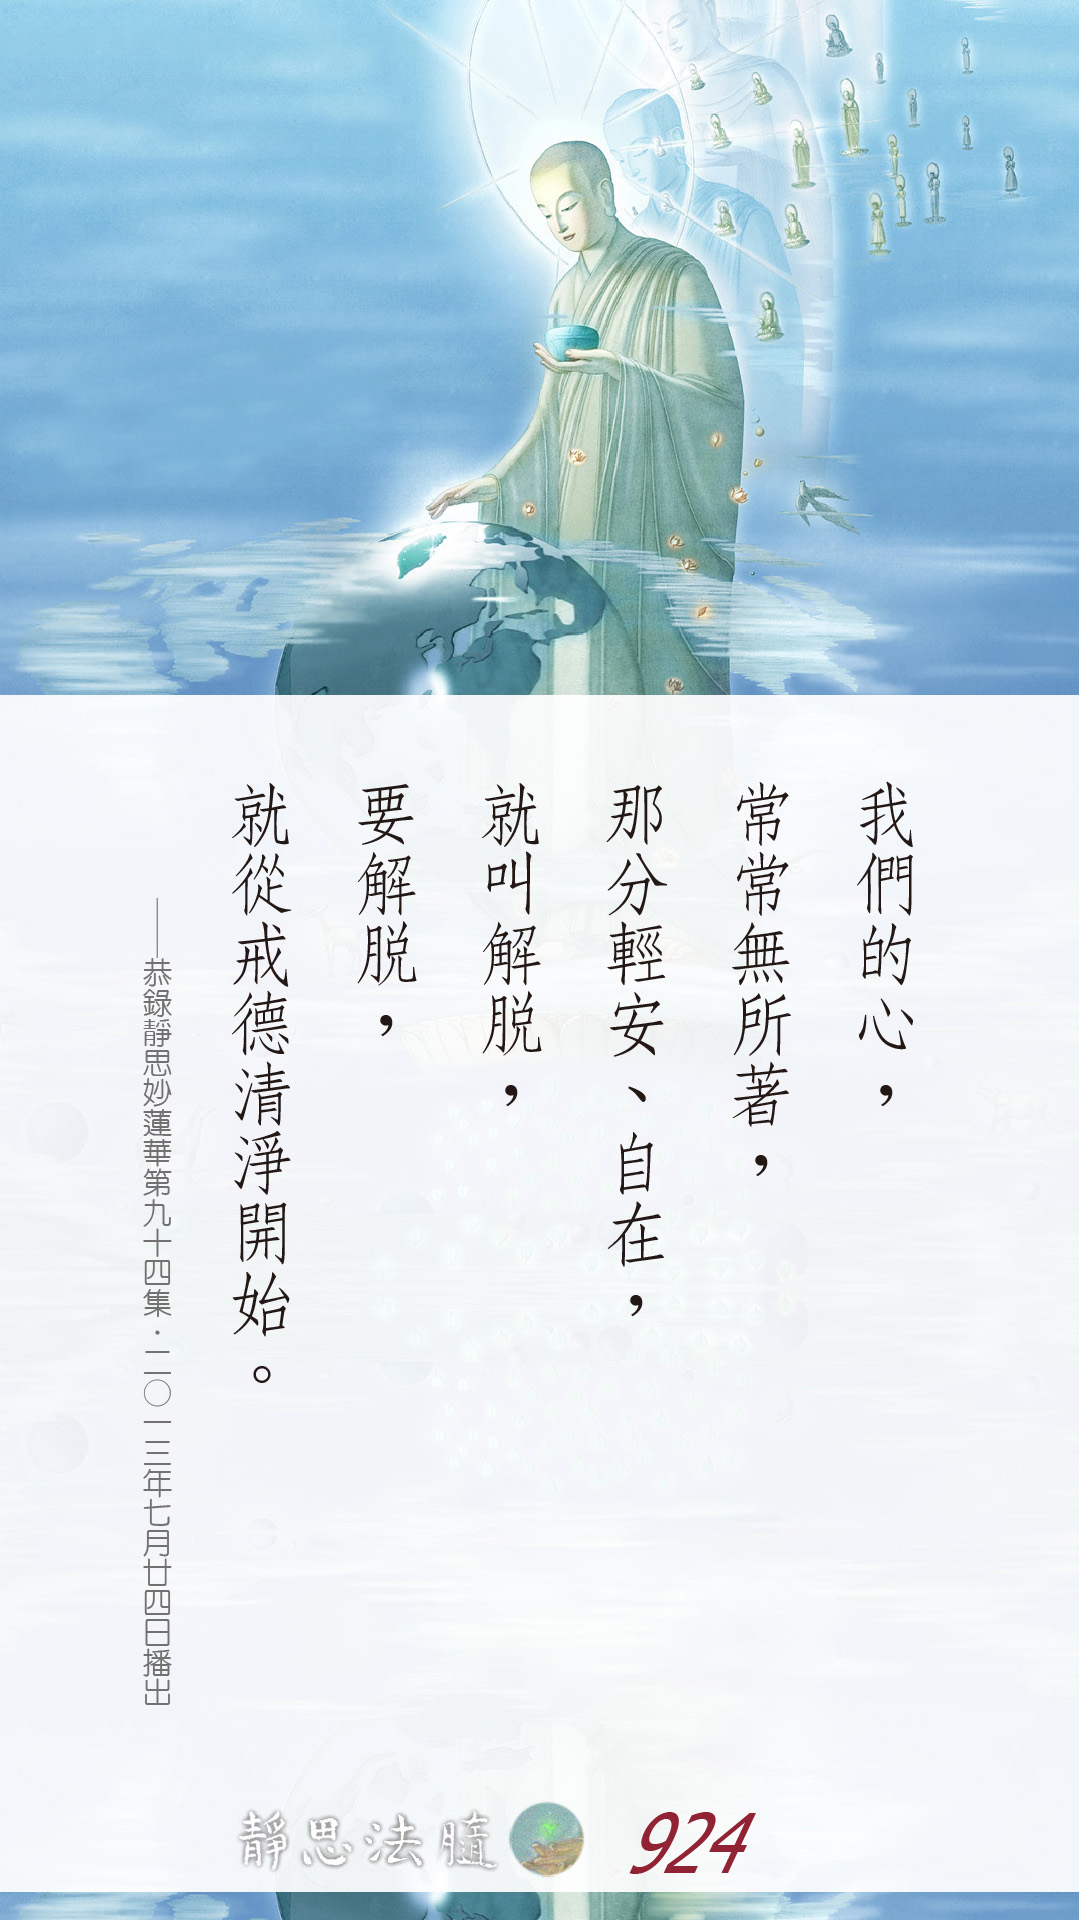 我們的心，
常常無所著，
那分輕安、自在，
就叫解脫，
要解脫，
就從戒德清淨開始。
——恭錄靜思妙蓮華第九十四集．二〇一三年七月廿四日播出
靜思法髓
924